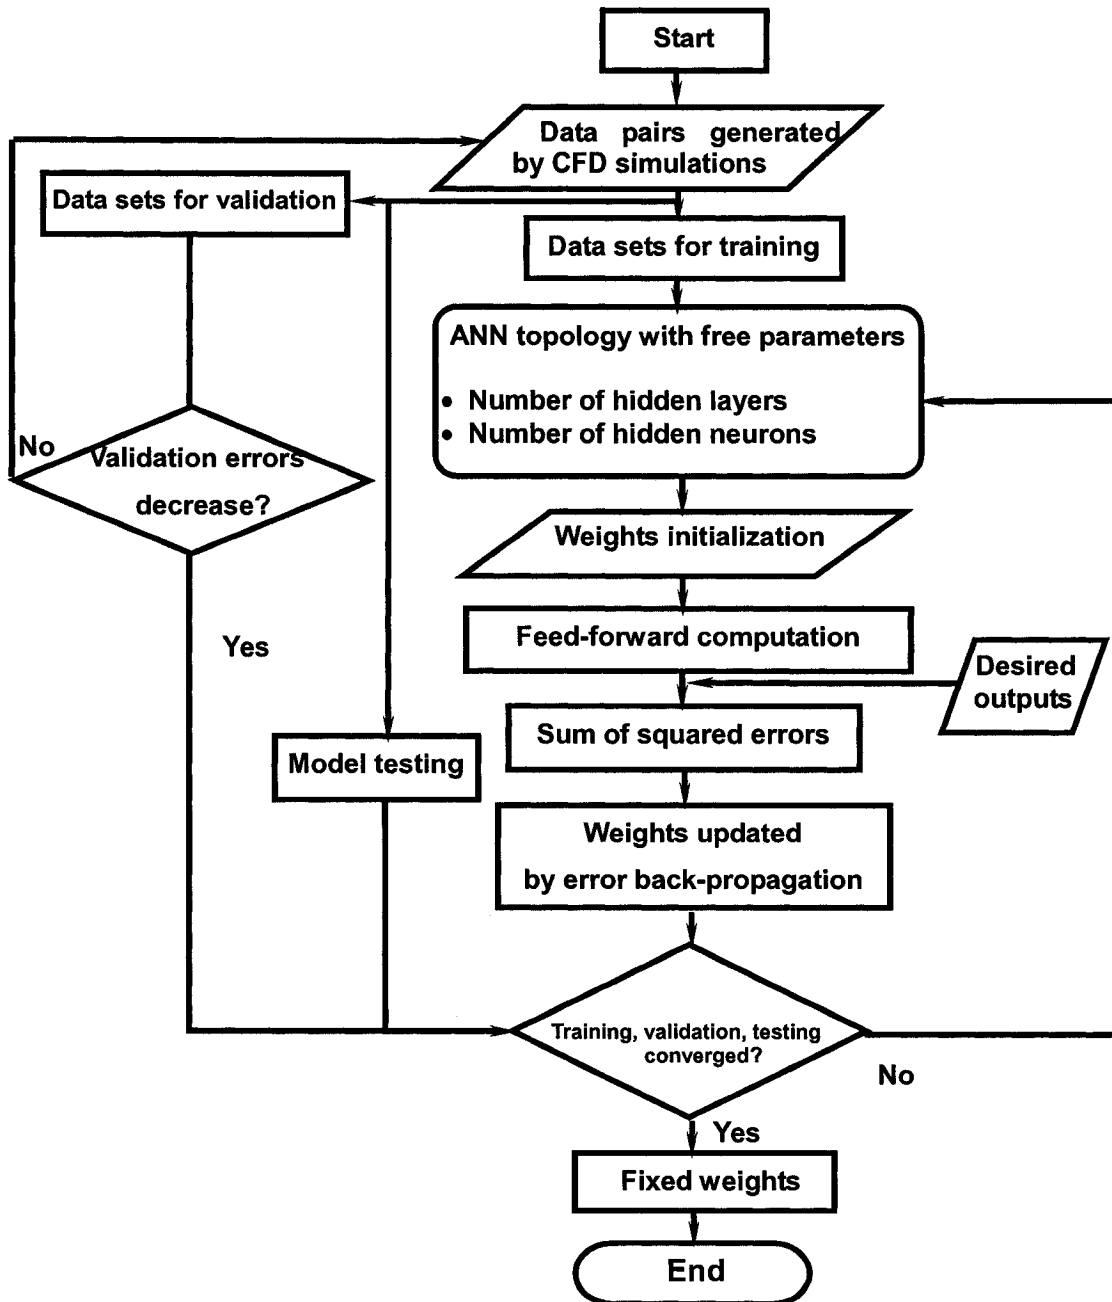 Start
Data pairs generated
by CFD simulations
Data sets for validation
Data sets for training
ANN topology with free parameters
• Number of hidden layers
• Number of hidden neurons
No
Validation errors
decrease?
Weights initialization
Yes
Feed-forward computation
Desired
outputs
Sum of squared errors
Model testing
Weights updated
by error back-propagation
Training, validation, testing
converged?
No
Yes
Fixed weights
End